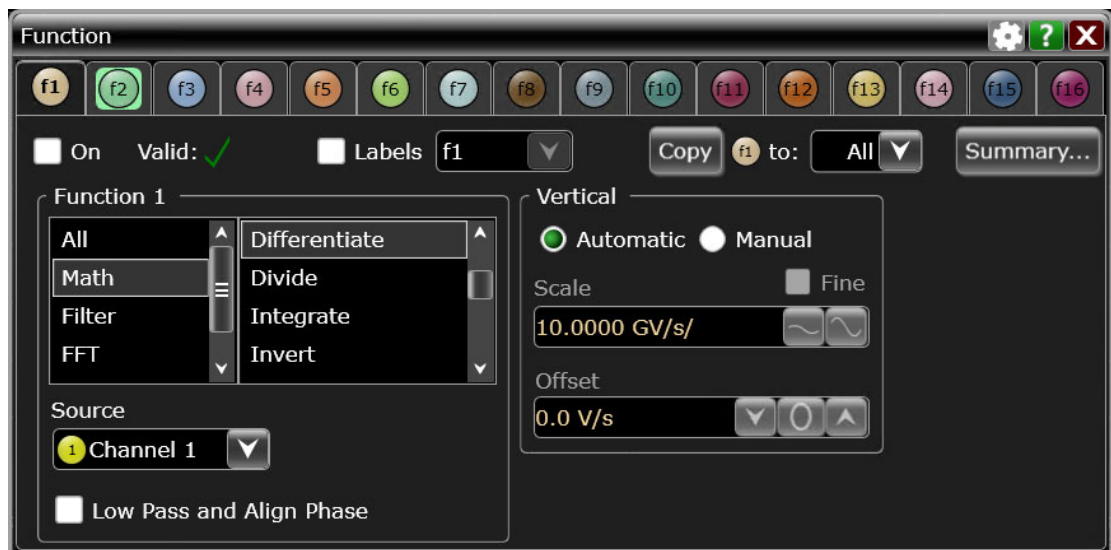 Function
?
X
f1 f2 f3 f4 f5 f6 f7 f8 f9 f10 f11 f12 f13 f14 f15 f16
On Valid: Labels f1 Copy f1 to: All Summary...
Function 1
All
Math
Filter
FFT
Differentiate
Divide
Integrate
Invert
Source
1 Channel 1
Low Pass and Align Phase
Vertical
Automatic Manual
Scale Fine
10.0000 GV/s/
Offset
0.0 V/s 0